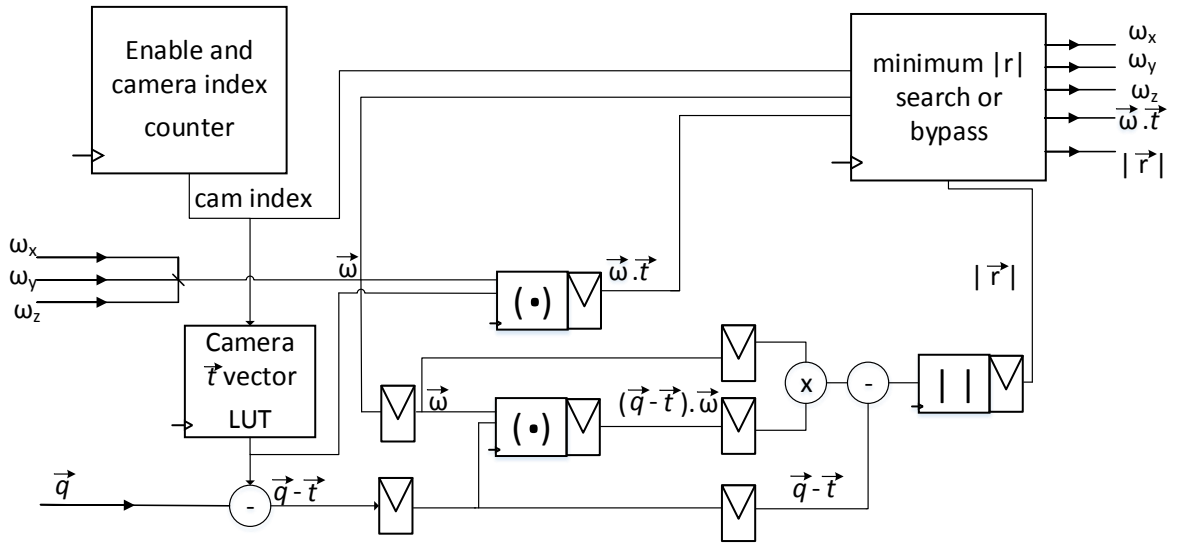 Enable and
camera index
counter
minimum |r|
search or
bypass
ωx
ωy
ωz
ω⃗.t⃗
|r⃗|
cam index
ωx
ωy
ωz
ω⃗
(•)
ω⃗.t⃗
|r⃗|
Camera
t⃗ vector
LUT
ω⃗
(•)
(q⃗-t⃗).ω⃗
x
-
| |
q⃗
-
q⃗-t⃗
q⃗-t⃗